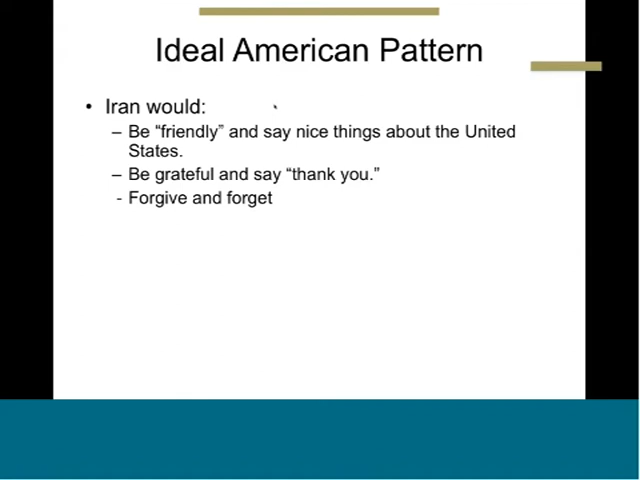 Ideal American Pattern
• Iran would:
– Be “friendly” and say nice things about the United
States.
– Be grateful and say “thank you.”
- Forgive and forget